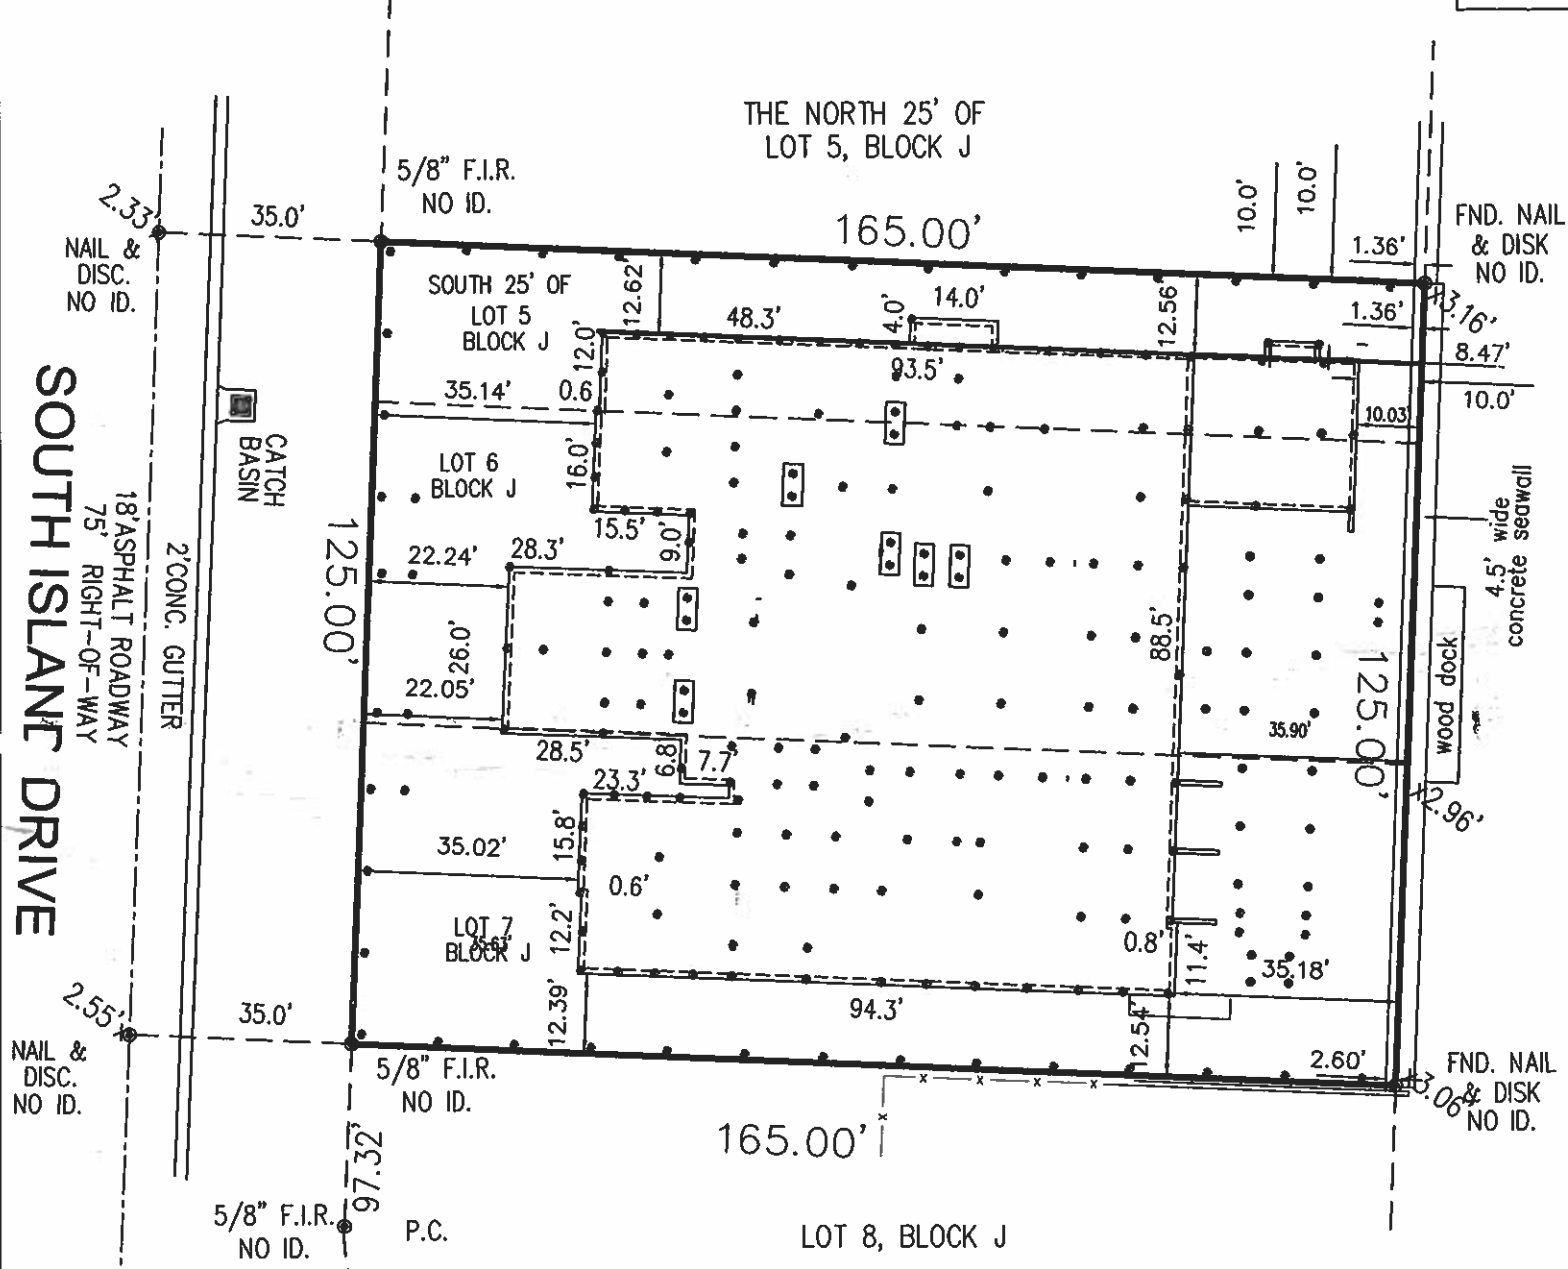 THE NORTH 25' OF
LOT 5, BLOCK J
5/8" F.I.R.
NO ID.
165.00'
10.0'
10.0'
FND. NAIL
& DISK
NO ID.
1.36'
1.36'
3.16'
8.47'
10.0'
10.03'
2.33'
35.0'
NAIL &
DISC.
NO ID.
SOUTH 25' OF
LOT 5
BLOCK J
12.62'
48.3'
4.0'
14.0'
12.56'
12.0'
93.5'
35.14'
0.6
16.0'
LOT 6
BLOCK J
15.5'
9.0'
28.3'
22.24'
26.0'
22.05'
28.5'
6.8'
7.7'
23.3'
15.8'
35.02'
0.6'
12.2'
LOT 7
BLOCK J
35.63'
12.39'
94.3'
88.5'
0.8'
11.4'
35.18'
12.54'
2.60'
35.90'
125.00'
125.00'
4.5' wide
concrete seawall
wood dock
2.96'
CATCH
BASIN
2'CONC. GUTTER
18'ASPHALT ROADWAY
75' RIGHT-OF-WAY
SOUTH ISLAND DRIVE
2.55'
35.0'
NAIL &
DISC.
NO ID.
5/8" F.I.R.
NO ID.
165.00'
3.06'
FND. NAIL
& DISK
NO ID.
97.32'
5/8" F.I.R.
NO ID.
P.C.
LOT 8, BLOCK J
x
x
x
x
x